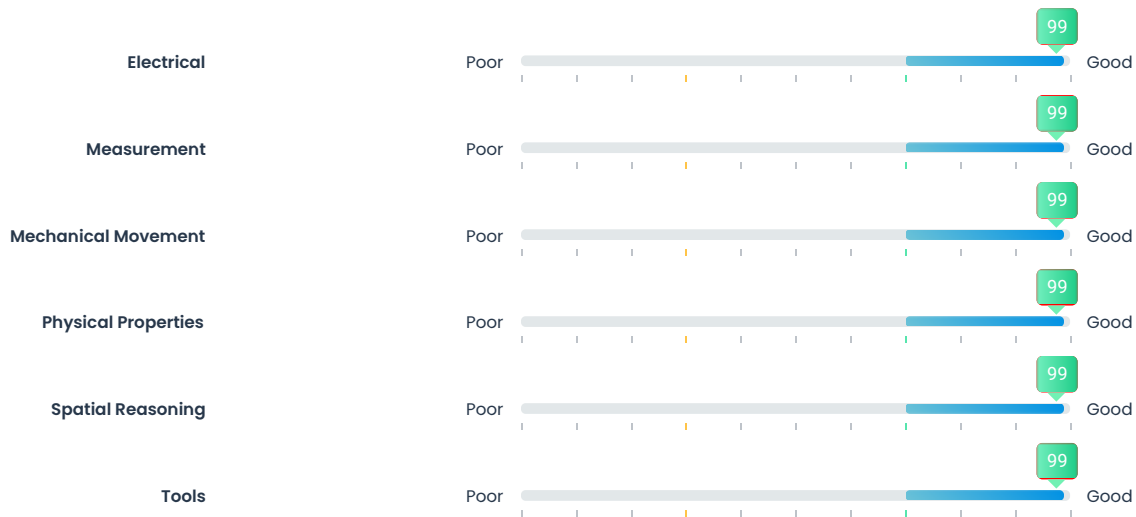 99
Electrical Poor Good
99
Measurement Poor Good
99
Mechanical Movement Poor Good
99
Physical Properties Poor Good
99
Spatial Reasoning Poor Good
99
Tools Poor Good